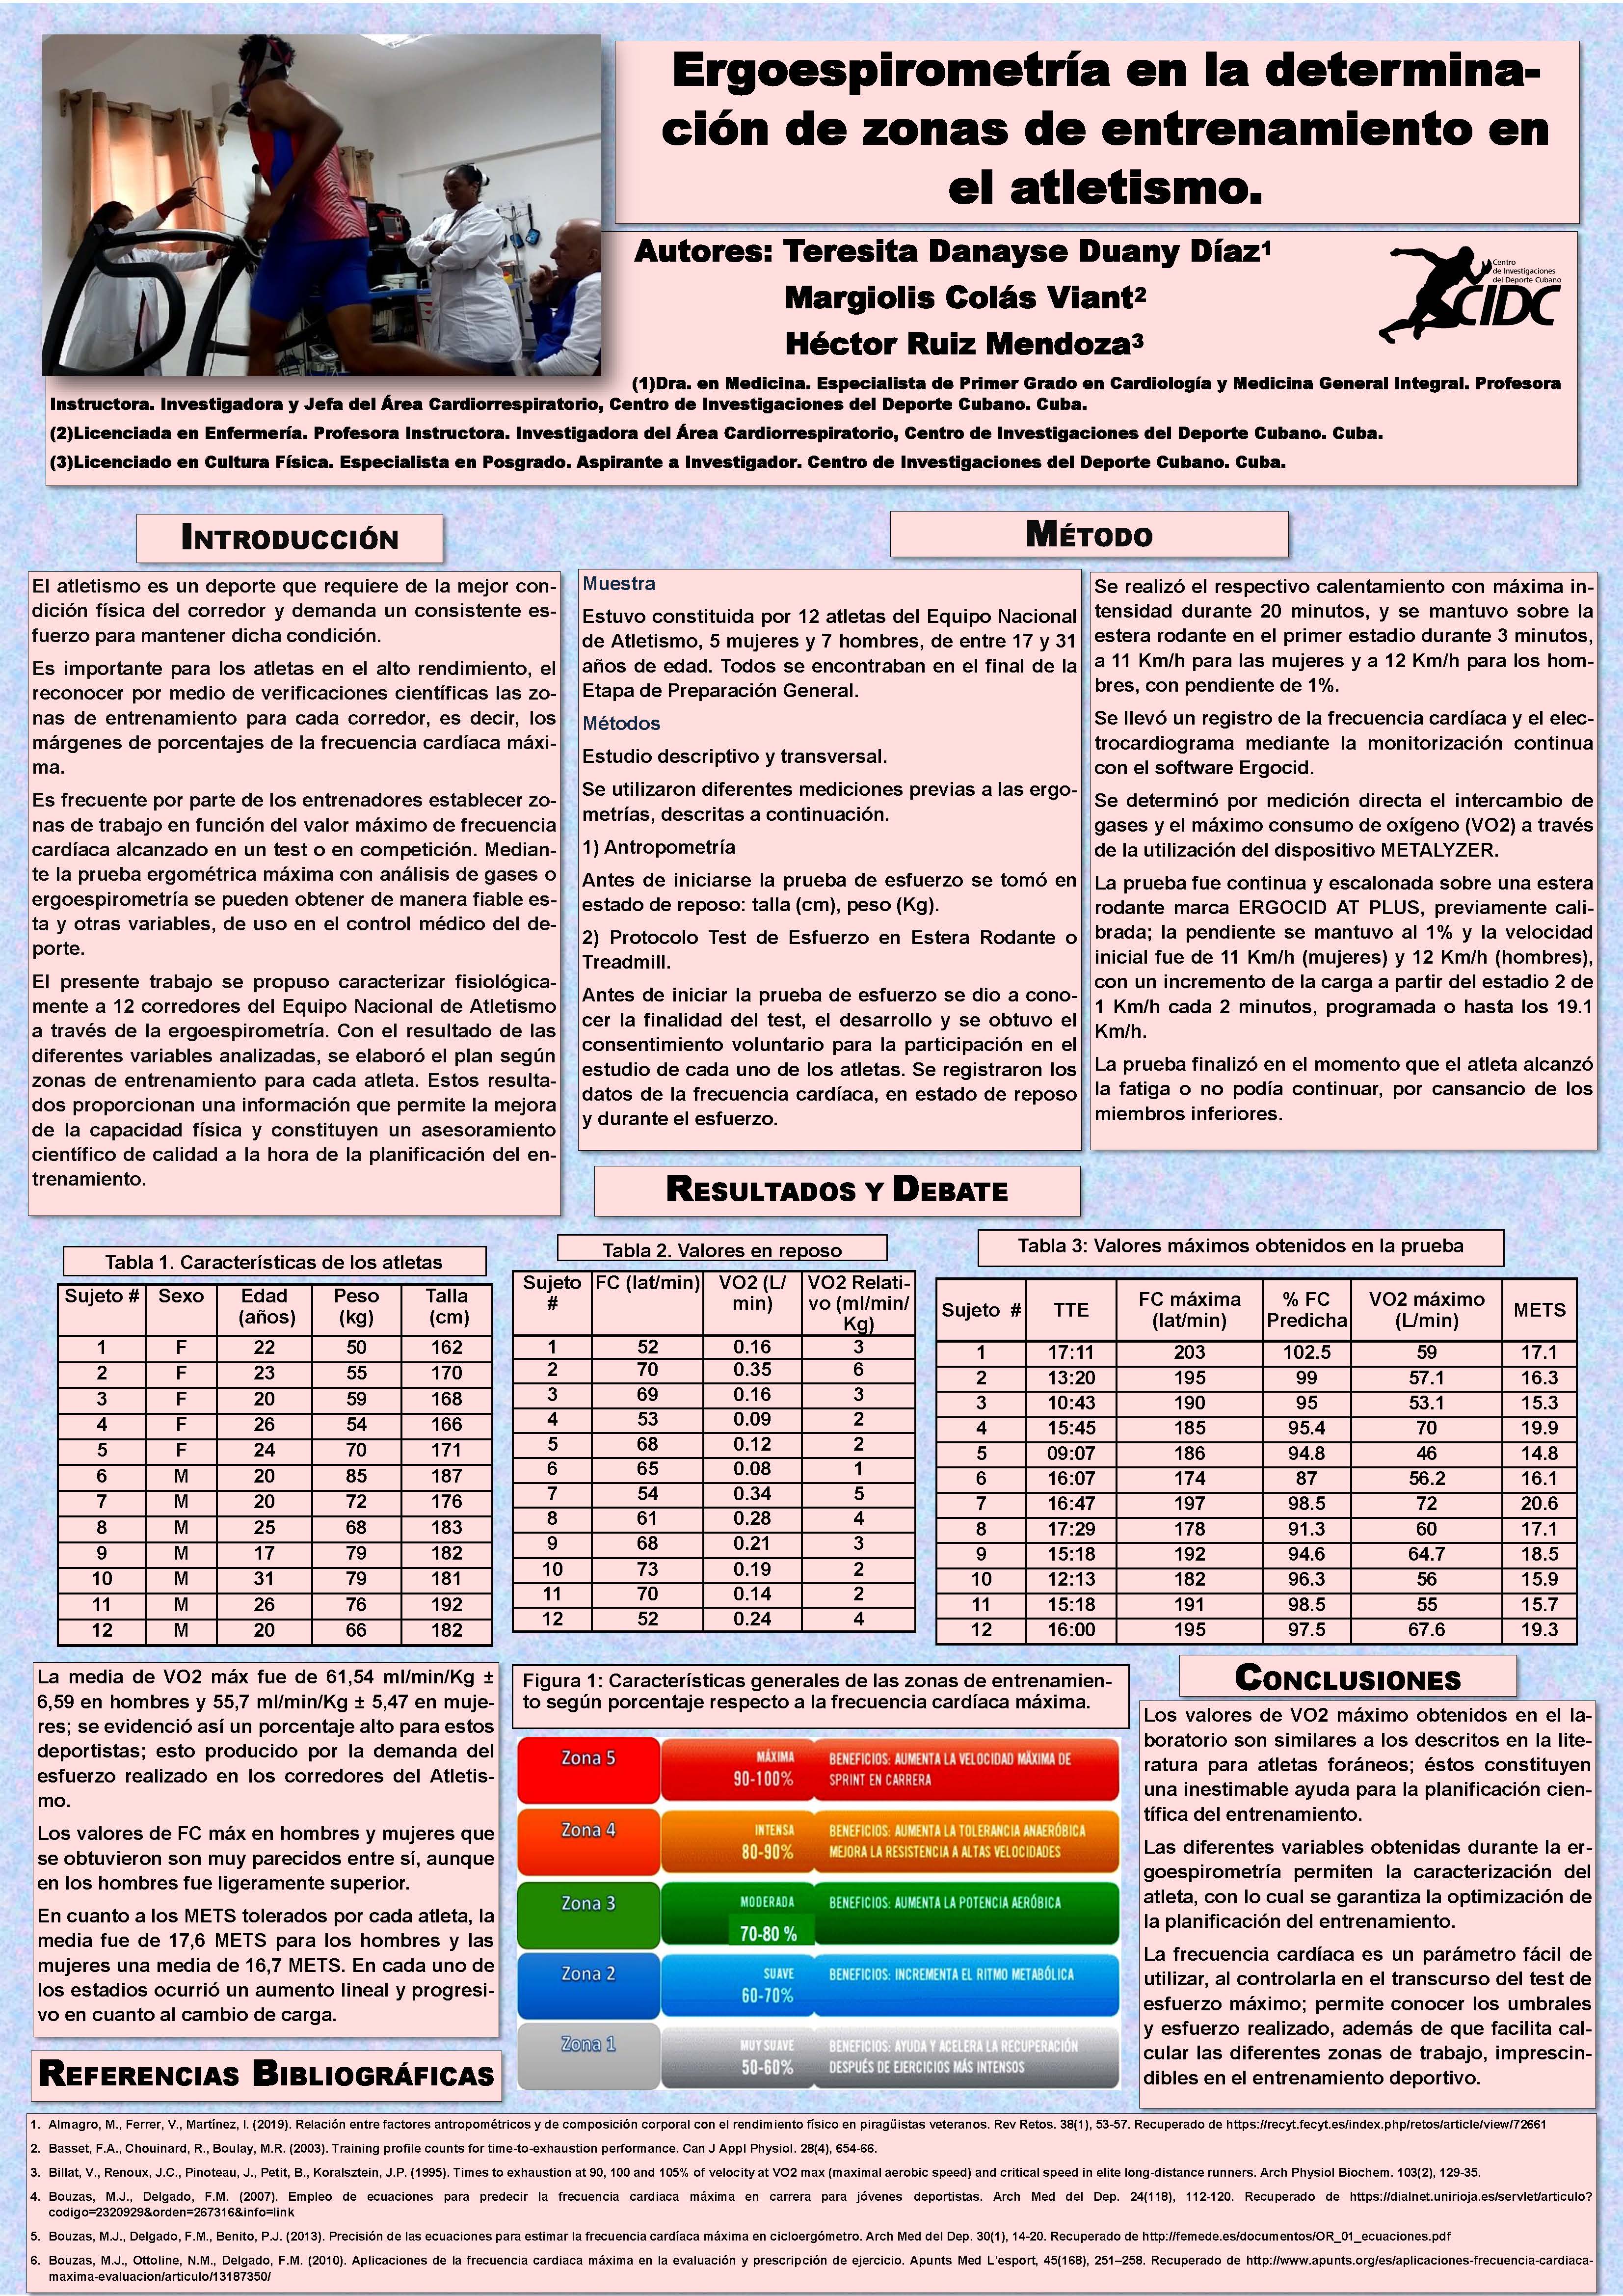 Ergoespirometría en la determina-
ción de zonas de entrenamiento en
el atletismo.
Autores: Teresita Danayse Duany Díaz1
Margiolis Colás Viant2
Héctor Ruiz Mendoza3
Centro
de Investigaciones
del Deporte Cubano
CIDC
(1)Dra. en Medicina. Especialista de Primer Grado en Cardiología y Medicina General Integral. Profesora
Instructora. Investigadora y Jefa del Área Cardiorrespiratorio, Centro de Investigaciones del Deporte Cubano. Cuba.
(2)Licenciada en Enfermería. Profesora Instructora. Investigadora del Área Cardiorrespiratorio, Centro de Investigaciones del Deporte Cubano. Cuba.
(3)Licenciado en Cultura Física. Especialista en Posgrado. Aspirante a Investigador. Centro de Investigaciones del Deporte Cubano. Cuba.
INTRODUCCIÓN
El atletismo es un deporte que requiere de la mejor con-
dición física del corredor y demanda un consistente es-
fuerzo para mantener dicha condición.
Es importante para los atletas en el alto rendimiento, el
reconocer por medio de verificaciones científicas las zo-
nas de entrenamiento para cada corredor, es decir, los
márgenes de porcentajes de la frecuencia cardíaca máxi-
ma.
Es frecuente por parte de los entrenadores establecer zo-
nas de trabajo en función del valor máximo de frecuencia
cardíaca alcanzado en un test o en competición. Median-
te la prueba ergométrica máxima con análisis de gases o
ergoespirometría se pueden obtener de manera fiable es-
ta y otras variables, de uso en el control médico del de-
porte.
El presente trabajo se propuso caracterizar fisiológica-
mente a 12 corredores del Equipo Nacional de Atletismo
a través de la ergoespirometría. Con el resultado de las
diferentes variables analizadas, se elaboró el plan según
zonas de entrenamiento para cada atleta. Estos resulta-
dos proporcionan una información que permite la mejora
de la capacidad física y constituyen un asesoramiento
científico de calidad a la hora de la planificación del en-
trenamiento.
MÉTODO
Muestra
Estuvo constituida por 12 atletas del Equipo Nacional
de Atletismo, 5 mujeres y 7 hombres, de entre 17 y 31
años de edad. Todos se encontraban en el final de la
Etapa de Preparación General.
Métodos
Estudio descriptivo y transversal.
Se utilizaron diferentes mediciones previas a las ergo-
metrías, descritas a continuación.
1) Antropometría
Antes de iniciarse la prueba de esfuerzo se tomó en
estado de reposo: talla (cm), peso (Kg).
2) Protocolo Test de Esfuerzo en Estera Rodante o
Treadmill.
Antes de iniciar la prueba de esfuerzo se dio a cono-
cer la finalidad del test, el desarrollo y se obtuvo el
consentimiento voluntario para la participación en el
estudio de cada uno de los atletas. Se registraron los
datos de la frecuencia cardíaca, en estado de reposo
y durante el esfuerzo.
Se realizó el respectivo calentamiento con máxima in-
tensidad durante 20 minutos, y se mantuvo sobre la
estera rodante en el primer estadio durante 3 minutos,
a 11 Km/h para las mujeres y a 12 Km/h para los hom-
bres, con pendiente de 1%.
Se llevó un registro de la frecuencia cardíaca y el elec-
trocardiograma mediante la monitorización continua
con el software Ergocid.
Se determinó por medición directa el intercambio de
gases y el máximo consumo de oxígeno (VO2) a través
de la utilización del dispositivo METALYZER.
La prueba fue continua y escalonada sobre una estera
rodante marca ERGOCID AT PLUS, previamente cali-
brada; la pendiente se mantuvo al 1% y la velocidad
inicial fue de 11 Km/h (mujeres) y 12 Km/h (hombres),
con un incremento de la carga a partir del estadio 2 de
1 Km/h cada 2 minutos, programada o hasta los 19.1
Km/h.
La prueba finalizó en el momento que el atleta alcanzó
la fatiga o no podía continuar, por cansancio de los
miembros inferiores.
RESULTADOS Y DEBATE
Tabla 1. Características de los atletas
Sujeto # Sexo Edad (años) Peso (kg) Talla (cm)
1 F 22 50 162
2 F 23 55 170
3 F 20 59 168
4 F 26 54 166
5 F 24 70 171
6 M 20 85 187
7 M 20 72 176
8 M 25 68 183
9 M 17 79 182
10 M 31 79 181
11 M 26 76 192
12 M 20 66 182
Tabla 2. Valores en reposo
Sujeto # FC (lat/min) VO2 (L/min) VO2 Relati-vo (ml/min/Kg)
1 52 0.16 3
2 70 0.35 6
3 69 0.16 3
4 53 0.09 2
5 68 0.12 2
6 65 0.08 1
7 54 0.34 5
8 61 0.28 4
9 68 0.21 3
10 73 0.19 2
11 70 0.14 2
12 52 0.24 4
Tabla 3: Valores máximos obtenidos en la prueba
Sujeto # TTE FC máxima (lat/min) % FC Predicha VO2 máximo (L/min) METS
1 17:11 203 102.5 59 17.1
2 13:20 195 99 57.1 16.3
3 10:43 190 95 53.1 15.3
4 15:45 185 95.4 70 19.9
5 09:07 186 94.8 46 14.8
6 16:07 174 87 56.2 16.1
7 16:47 197 98.5 72 20.6
8 17:29 178 91.3 60 17.1
9 15:18 192 94.6 64.7 18.5
10 12:13 182 96.3 56 15.9
11 15:18 191 98.5 55 15.7
12 16:00 195 97.5 67.6 19.3
La media de VO2 máx fue de 61,54 ml/min/Kg ±
6,59 en hombres y 55,7 ml/min/Kg ± 5,47 en muje-
res; se evidenció así un porcentaje alto para estos
deportistas; esto producido por la demanda del
esfuerzo realizado en los corredores del Atletis-
mo.
Los valores de FC máx en hombres y mujeres que
se obtuvieron son muy parecidos entre sí, aunque
en los hombres fue ligeramente superior.
En cuanto a los METS tolerados por cada atleta, la
media fue de 17,6 METS para los hombres y las
mujeres una media de 16,7 METS. En cada uno de
los estadios ocurrió un aumento lineal y progresi-
vo en cuanto al cambio de carga.
Figura 1: Características generales de las zonas de entrenamien-
to según porcentaje respecto a la frecuencia cardíaca máxima.
Zona 5
MÁXIMA
90-100%
BENEFICIOS: AUMENTA LA VELOCIDAD MÁXIMA DE
SPRINT EN CARRERA
Zona 4
INTENSA
80-90%
BENEFICIOS: AUMENTA LA TOLERANCIA ANAERÓBICA
MEJORA LA RESISTENCIA A ALTAS VELOCIDADES
Zona 3
MODERADA
70-80 %
BENEFICIOS: AUMENTA LA POTENCIA AERÓBICA
Zona 2
SUAVE
60-70%
BENEFICIOS: INCREMENTA EL RITMO METABÓLICA
Zona 1
MUY SUAVE
50-60%
BENEFICIOS: AYUDA Y ACELERA LA RECUPERACIÓN
DESPUÉS DE EJERCICIOS MÁS INTENSOS
CONCLUSIONES
Los valores de VO2 máximo obtenidos en el la-
boratorio son similares a los descritos en la lite-
ratura para atletas foráneos; éstos constituyen
una inestimable ayuda para la planificación cien-
tífica del entrenamiento.
Las diferentes variables obtenidas durante la er-
goespirometría permiten la caracterización del
atleta, con lo cual se garantiza la optimización de
la planificación del entrenamiento.
La frecuencia cardíaca es un parámetro fácil de
utilizar, al controlarla en el transcurso del test de
esfuerzo máximo; permite conocer los umbrales
y esfuerzo realizado, además de que facilita cal-
cular las diferentes zonas de trabajo, imprescin-
dibles en el entrenamiento deportivo.
REFERENCIAS BIBLIOGRÁFICAS
1. Almagro, M., Ferrer, V., Martínez, I. (2019). Relación entre factores antropométricos y de composición corporal con el rendimiento físico en piragüistas veteranos. Rev Retos. 38(1), 53-57. Recuperado de https://recyt.fecyt.es/index.php/retos/article/view/72661
2. Basset, F.A., Chouinard, R., Boulay, M.R. (2003). Training profile counts for time-to-exhaustion performance. Can J Appl Physiol. 28(4), 654-66.
3. Billat, V., Renoux, J.C., Pinoteau, J., Petit, B., Koralsztein, J.P. (1995). Times to exhaustion at 90, 100 and 105% of velocity at VO2 max (maximal aerobic speed) and critical speed in elite long-distance runners. Arch Physiol Biochem. 103(2), 129-35.
4. Bouzas, M.J., Delgado, F.M. (2007). Empleo de ecuaciones para predecir la frecuencia cardiaca máxima en carrera para jóvenes deportistas. Arch Med del Dep. 24(118), 112-120. Recuperado de https://dialnet.unirioja.es/servlet/articulo?
codigo=2320929&orden=267316&info=link
5. Bouzas, M.J., Delgado, F.M., Benito, P.J. (2013). Precisión de las ecuaciones para estimar la frecuencia cardíaca máxima en cicloergómetro. Arch Med del Dep. 30(1), 14-20. Recuperado de http://femede.es/documentos/OR_01_ecuaciones.pdf
6. Bouzas, M.J., Ottoline, N.M., Delgado, F.M. (2010). Aplicaciones de la frecuencia cardiaca máxima en la evaluación y prescripción de ejercicio. Apunts Med L'esport, 45(168), 251–258. Recuperado de http://www.apunts.org/es/aplicaciones-frecuencia-cardiaca-
maxima-evaluacion/articulo/13187350/